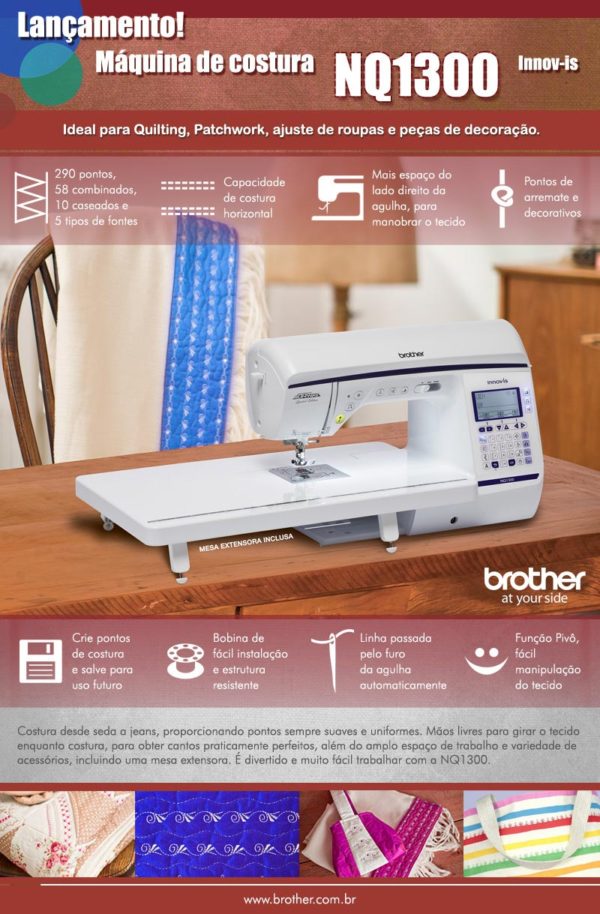 Lançamento!
Máquina de costura NQ1300 Innov-is
Ideal para Quilting, Patchwork, ajuste de roupas e peças de decoração.
290 pontos,
58 combinados,
10 caseados e
5 tipos de fontes
Capacidade
de costura
horizontal
Mais espaço do
lado direito da
agulha, para
manobrar o tecido
Pontos de
arremate e
decorativos
brother
innovis
NQ1300
MESA EXTENSORA INCLUSA
brother
at your side
Crie pontos
de costura
e salve para
uso futuro
Bobina de
fácil instalação
e estrutura
resistente
Linha passada
pelo furo
da agulha
automaticamente
Função Pivô,
fácil
manipulação
do tecido
Costura desde seda a jeans, proporcionando pontos sempre suaves e uniformes. Mãos livres para girar o tecido
enquanto costura, para obter cantos praticamente perfeitos, além do amplo espaço de trabalho e variedade de
acessórios, incluindo uma mesa extensora. É divertido e muito fácil trabalhar com a NQ1300.
www.brother.com.br